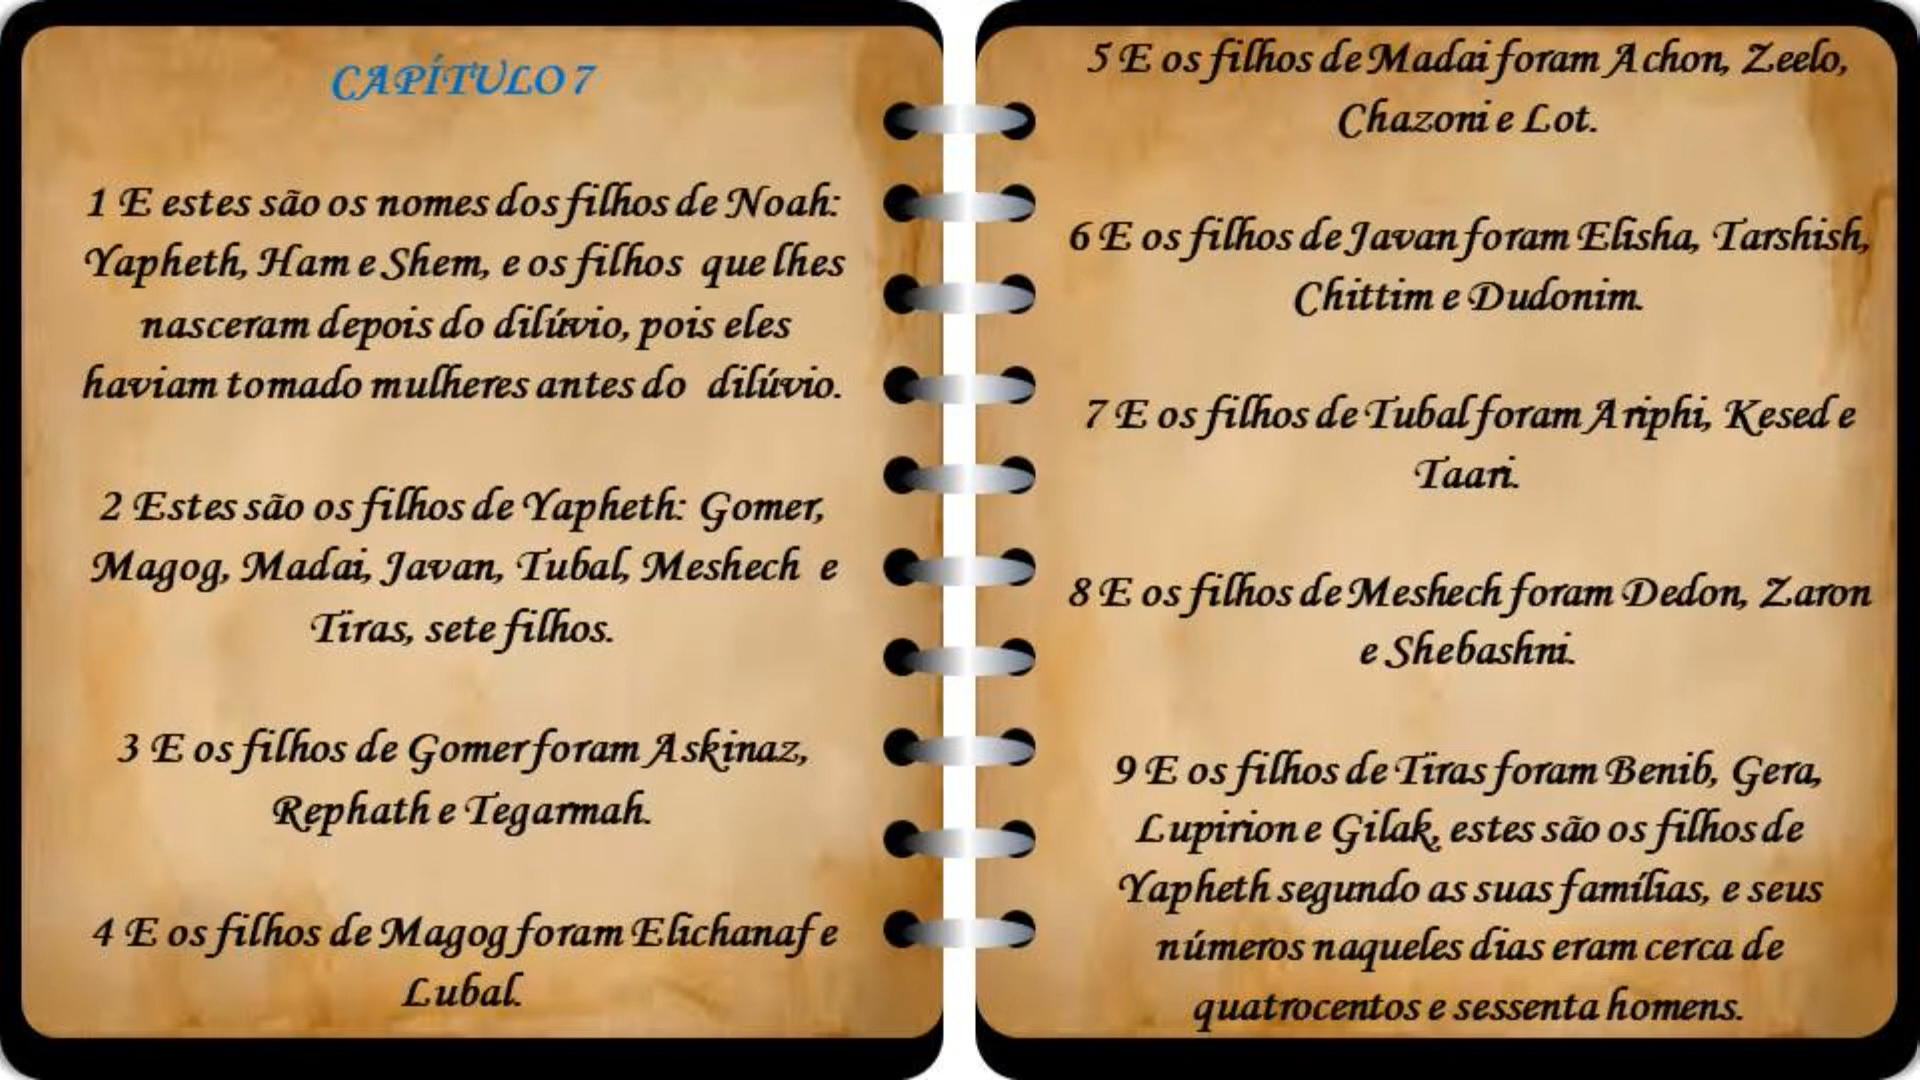 CAPÍTULO 7
1 E estes são os nomes dos filhos de Noah:
Yapheth, Ham e Shem, e os filhos que lhes
nasceram depois do dilúvio, pois eles
haviam tomado mulheres antes do dilúvio.
2 Estes são os filhos de Yapheth: Gomer,
Magog, Madai, Javan, Tubal, Meshech e
Tiras, sete filhos.
3 E os filhos de Gomer foram Askinaz,
Rephath e Tegarmah.
4 E os filhos de Magog foram Elichanaf e
Lubal.
5 E os filhos de Madai foram Achon, Zeelo,
Chazoni e Lot.
6 E os filhos de Javan foram Elisha, Tarshish,
Chittim e Dudonim.
7 E os filhos de Tubal foram Ariphi, Kesed e
Taari.
8 E os filhos de Meshech foram Dedon, Zaron
e Shebashni.
9 E os filhos de Tiras foram Benib, Gera,
Lupirion e Gilak, estes são os filhos de
Yapheth segundo as suas famílias, e seus
números naqueles dias eram cerca de
quatrocentos e sessenta homens.